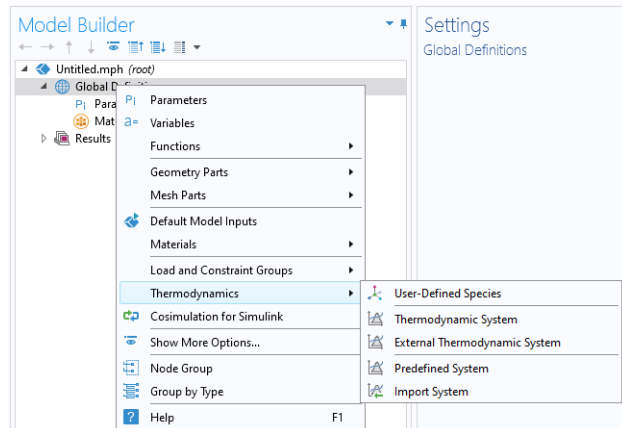 Model Builder
Settings
Global Definitions
Untitled.mph (root)
Global
Pi
Mat
Results
Pi Parameters
a= Variables
Functions
Geometry Parts
Mesh Parts
Default Model Inputs
Materials
Load and Constraint Groups
Thermodynamics
Cosimulation for Simulink
Show More Options...
Node Group
Group by Type
? Help F1
User-Defined Species
Thermodynamic System
External Thermodynamic System
Predefined System
Import System